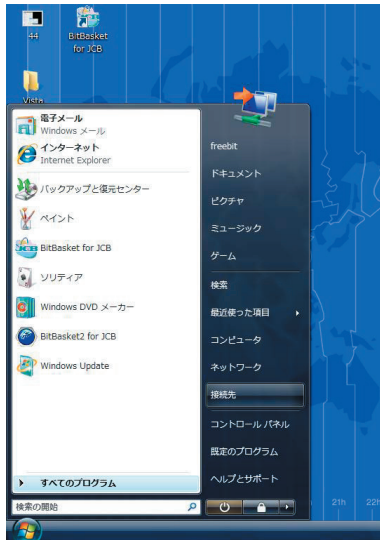 44
BitBasket
for JCB
Vista
電子メール
Windows メール
インターネット
Internet Explorer
バックアップと復元センター
ペイント
BitBasket for JCB
ソリティア
Windows DVD メーカー
BitBasket2 for JCB
Windows Update
すべてのプログラム
検索の開始
freebit
ドキュメント
ピクチャ
ミュージック
ゲーム
検索
最近使った項目
コンピュータ
ネットワーク
接続先
コントロール パネル
既定のプログラム
ヘルプとサポート
21h 22h